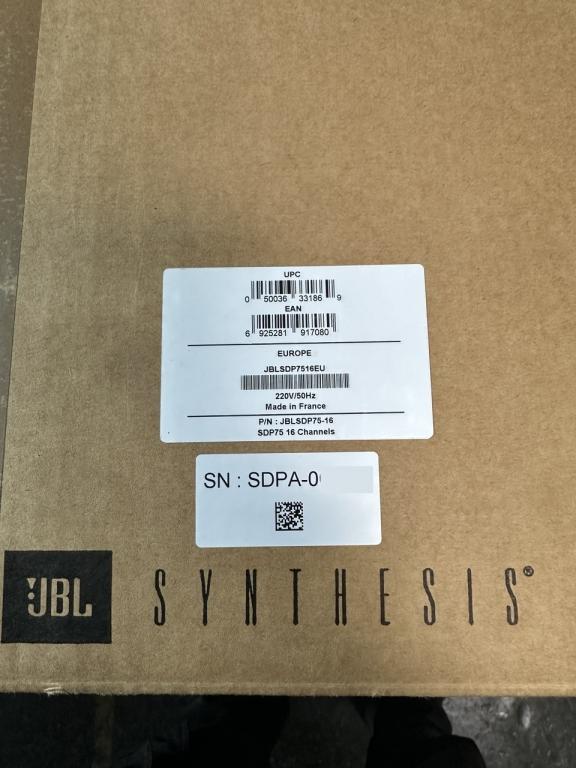 UPC
0 50036 33186 9
EAN
6 925281 917080
EUROPE
JBLSDP7516EU
220V/50Hz
Made in France
P/N : JBLSDP75-16
SDP75 16 Channels
SN : SDPA-0
JBL SYNTHESIS®